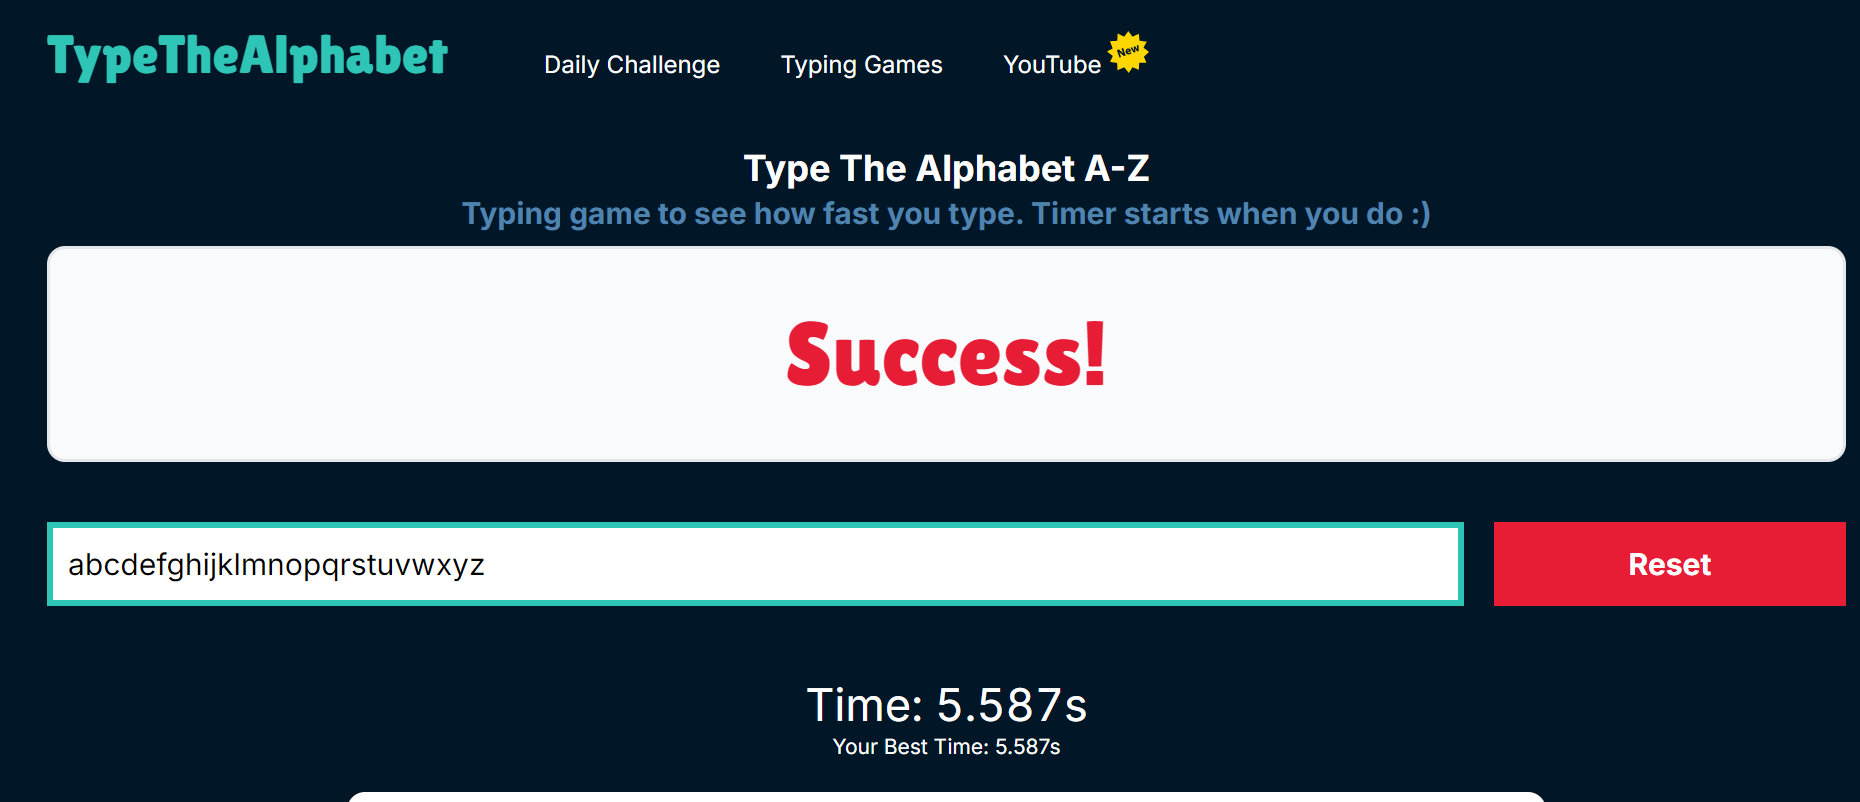 TypeTheAlphabet
Daily Challenge
Typing Games
YouTube
New
Type The Alphabet A-Z
Typing game to see how fast you type. Timer starts when you do :)
Success!
abcdefghijklmnopqrstuvwxyz
Reset
Time: 5.587s
Your Best Time: 5.587s